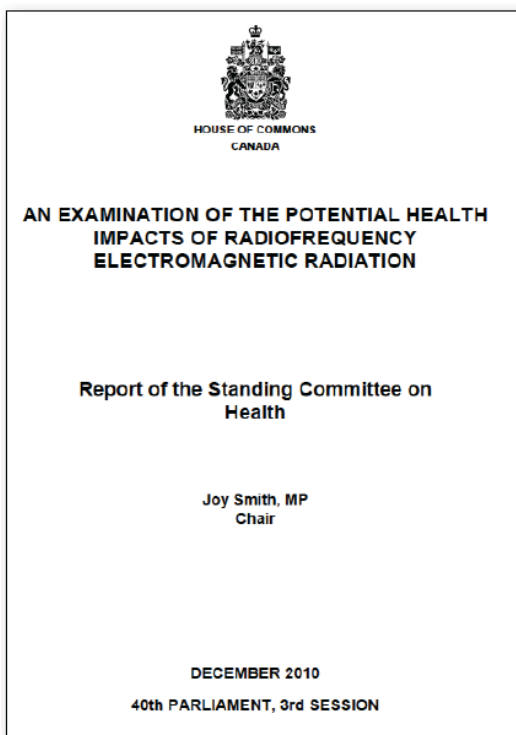 HOUSE OF COMMONS
CANADA
AN EXAMINATION OF THE POTENTIAL HEALTH
IMPACTS OF RADIOFREQUENCY
ELECTROMAGNETIC RADIATION
Report of the Standing Committee on
Health
Joy Smith, MP
Chair
DECEMBER 2010
40th PARLIAMENT, 3rd SESSION